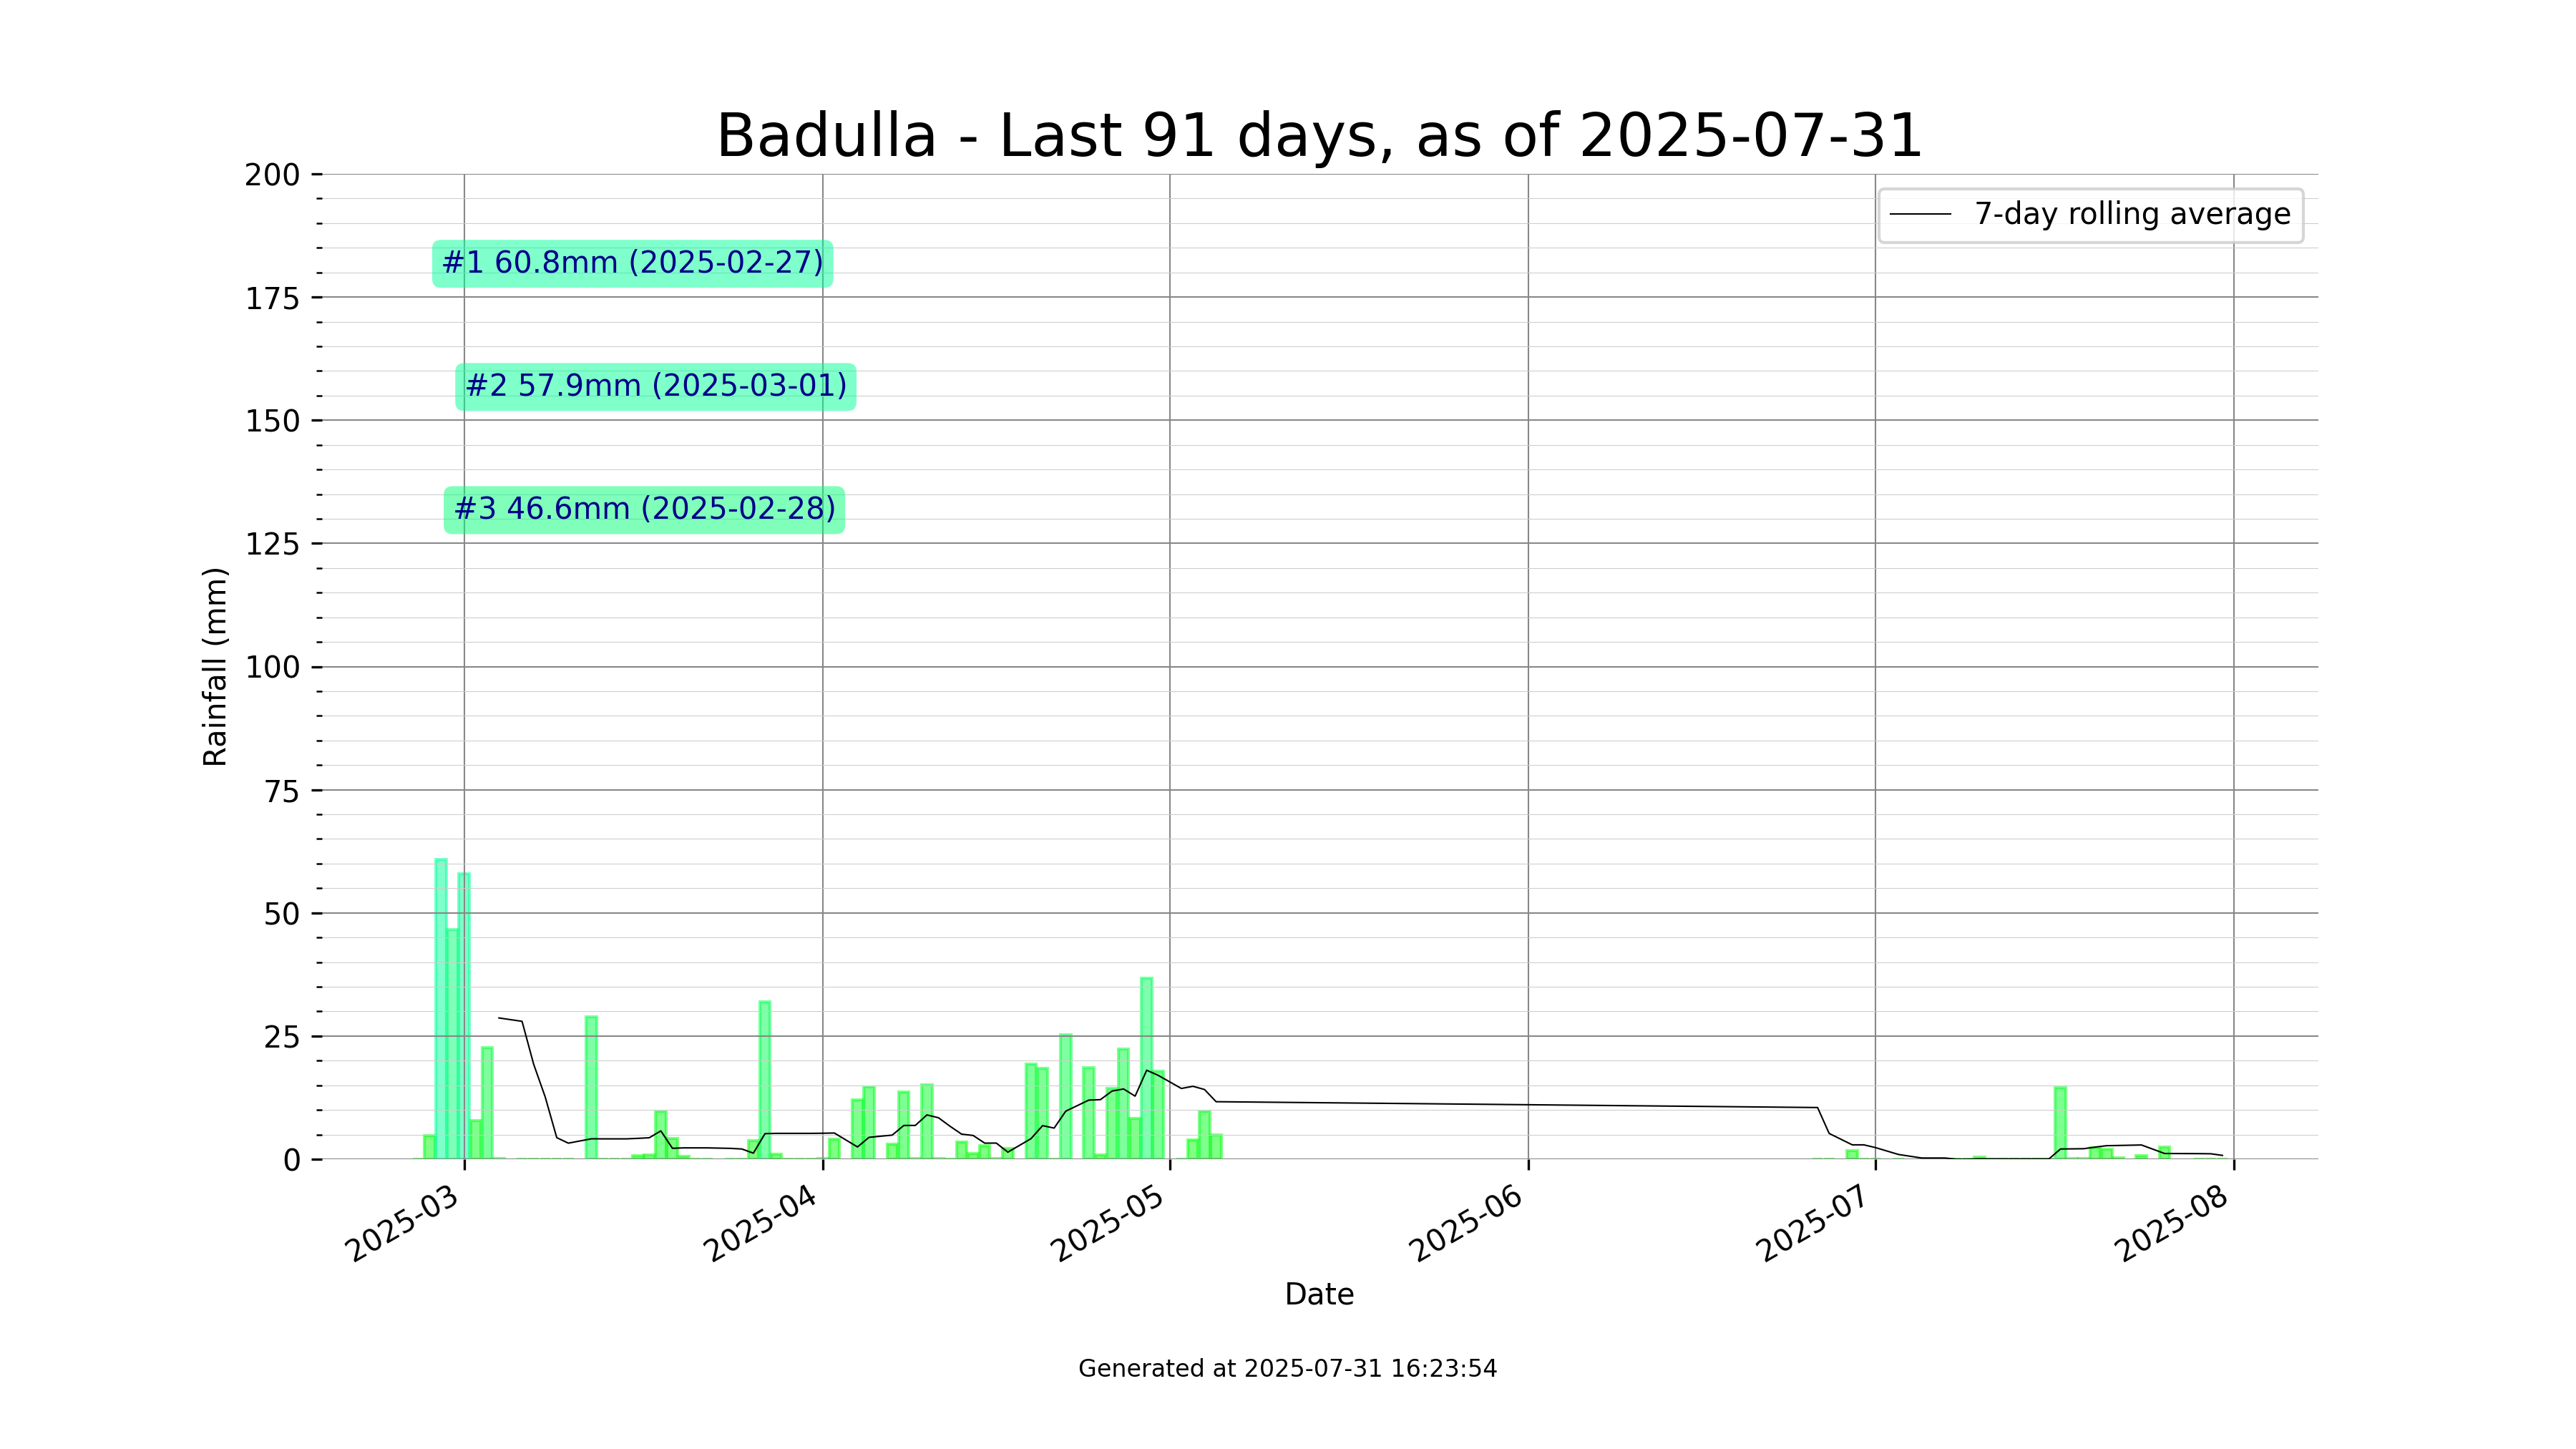 Badulla - Last 91 days, as of 2025-07-31
200
175
150
125
100
75
50
25
0
Rainfall (mm)
7-day rolling average
#1 60.8mm (2025-02-27)
#2 57.9mm (2025-03-01)
#3 46.6mm (2025-02-28)
2025-03
2025-04
2025-05
2025-06
2025-07
2025-08
Date
Generated at 2025-07-31 16:23:54